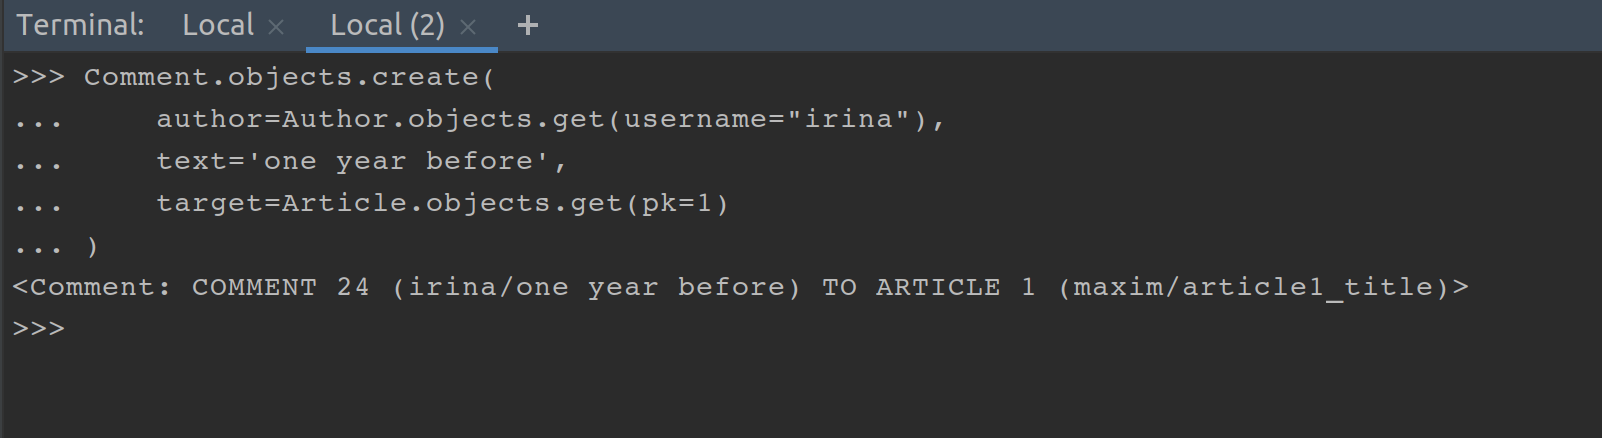 Terminal: Local × Local (2) × +
>>> Comment.objects.create(
...     author=Author.objects.get(username="irina"),
...     text='one year before',
...     target=Article.objects.get(pk=1)
... )
<Comment: COMMENT 24 (irina/one year before) TO ARTICLE 1 (maxim/article1_title)>
>>>